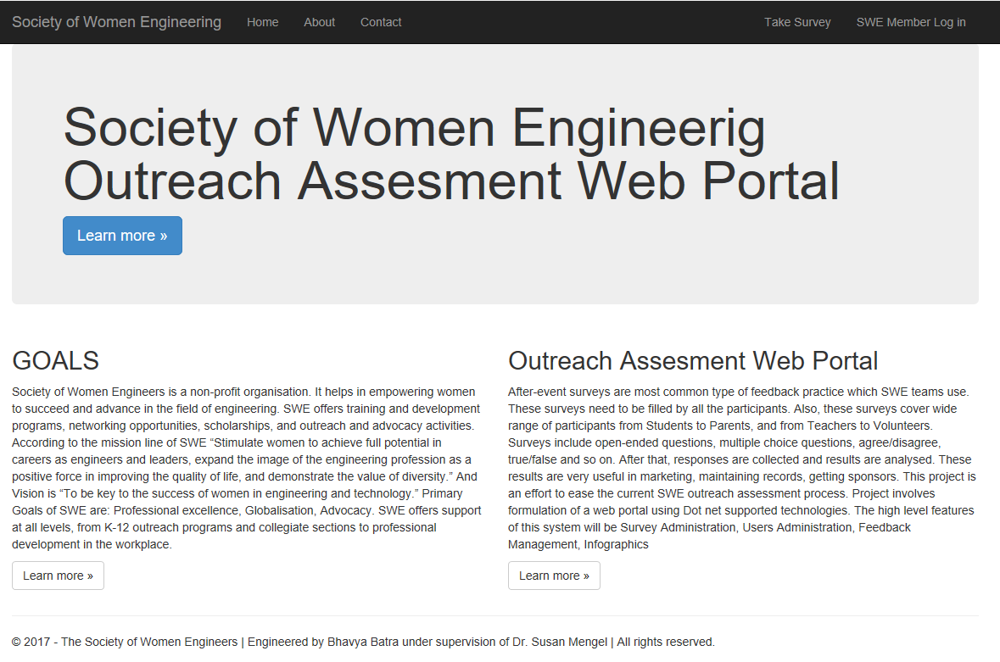 Society of Women Engineering Home About Contact Take Survey SWE Member Log in
Society of Women Engineerig
Outreach Assesment Web Portal
Learn more »
GOALS
Society of Women Engineers is a non-profit organisation. It helps in empowering women
to succeed and advance in the field of engineering. SWE offers training and development
programs, networking opportunities, scholarships, and outreach and advocacy activities.
According to the mission line of SWE “Stimulate women to achieve full potential in
careers as engineers and leaders, expand the image of the engineering profession as a
positive force in improving the quality of life, and demonstrate the value of diversity.” And
Vision is “To be key to the success of women in engineering and technology.” Primary
Goals of SWE are: Professional excellence, Globalisation, Advocacy. SWE offers support
at all levels, from K-12 outreach programs and collegiate sections to professional
development in the workplace.
Learn more »
Outreach Assesment Web Portal
After-event surveys are most common type of feedback practice which SWE teams use.
These surveys need to be filled by all the participants. Also, these surveys cover wide
range of participants from Students to Parents, and from Teachers to Volunteers.
Surveys include open-ended questions, multiple choice questions, agree/disagree,
true/false and so on. After that, responses are collected and results are analysed. These
results are very useful in marketing, maintaining records, getting sponsors. This project is
an effort to ease the current SWE outreach assessment process. Project involves
formulation of a web portal using Dot net supported technologies. The high level features
of this system will be Survey Administration, Users Administration, Feedback
Management, Infographics
Learn more »
© 2017 - The Society of Women Engineers | Engineered by Bhavya Batra under supervision of Dr. Susan Mengel | All rights reserved.